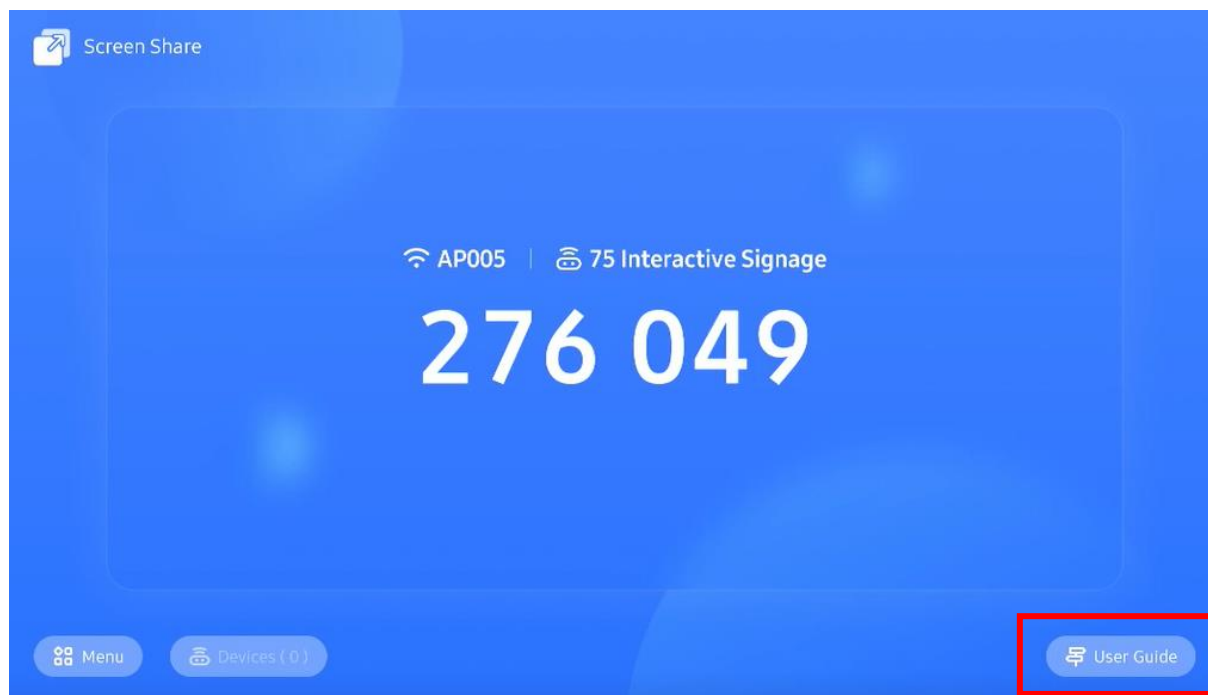 Screen Share
AP005 | 75 Interactive Signage
276 049
Menu Devices ( 0 ) User Guide